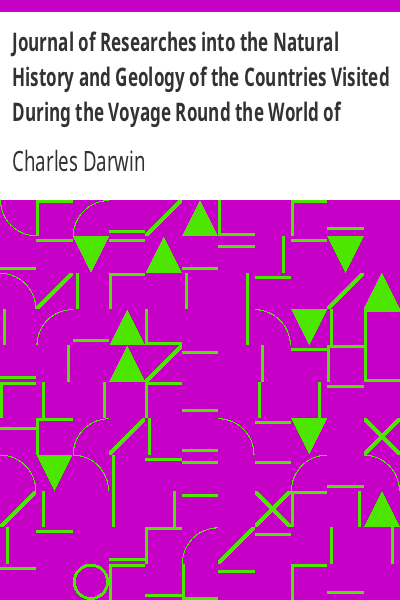 Journal of Researches into the Natural
History and Geology of the Countries Visited
During the Voyage Round the World of
Charles Darwin